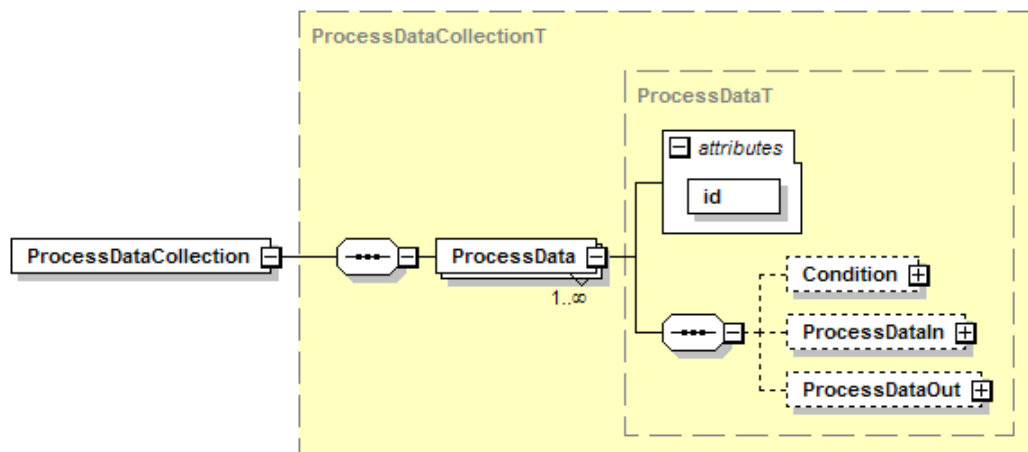 ProcessDataCollectionT
ProcessDataT
attributes
id
ProcessDataCollection
ProcessData
1..∞
Condition
ProcessDataIn
ProcessDataOut